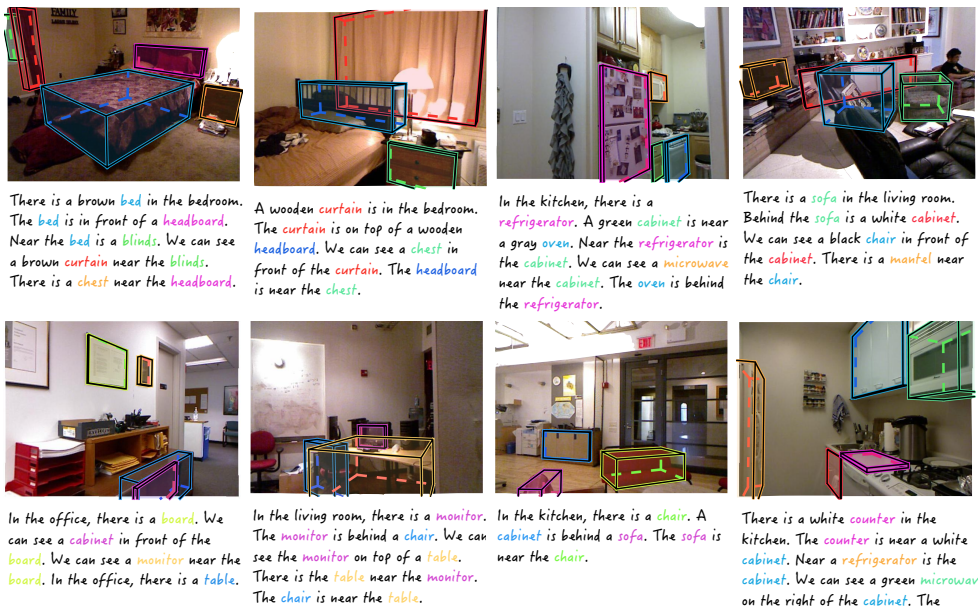 FAMILY
There is a brown bed in the bedroom.
The bed is in front of a headboard.
Near the bed is a blinds. We can see
a brown curtain near the blinds.
There is a chest near the headboard.
A wooden curtain is in the bedroom.
The curtain is on top of a wooden
headboard. We can see a chest in
front of the curtain. The headboard
is near the chest.
In the kitchen, there is a
refrigerator. A green cabinet is near
a gray oven. Near the refrigerator is
the cabinet. We can see a microwave
near the cabinet. The oven is behind
the refrigerator.
There is a sofa in the living room.
Behind the sofa is a white cabinet.
We can see a black chair in front of
the cabinet. There is a mantel near
the chair.
EXIT
In the office, there is a board. We
can see a cabinet in front of the
board. We can see a monitor near the
board. In the office, there is a table.
In the living room, there is a monitor.
The monitor is behind a chair. We can
see the monitor on top of a table.
There is the table near the monitor.
The chair is near the table.
In the kitchen, there is a chair. A
cabinet is behind a sofa. The sofa is
near the chair.
There is a white counter in the
kitchen. The counter is near a white
cabinet. Near a refrigerator is the
cabinet. We can see a green microwav
on the right of the cabinet. The